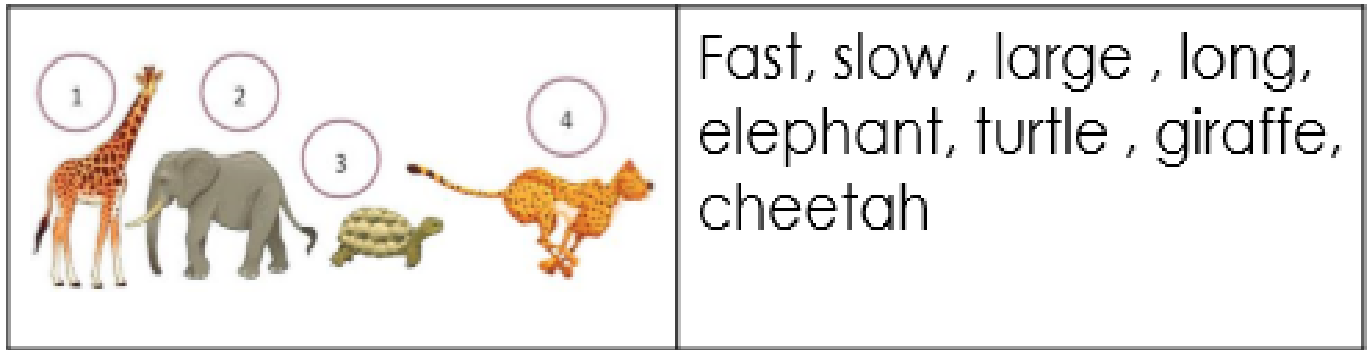 1
2
3
4
Fast, slow , large , long,
elephant, turtle , giraffe,
cheetah